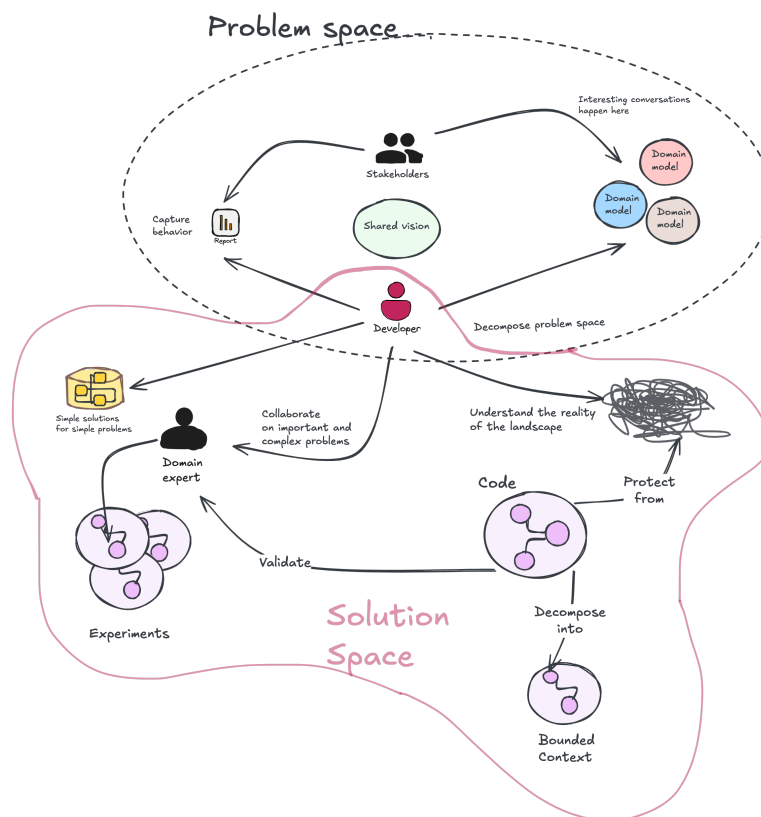 Problem space
Interesting conversations
happen here
Stakeholders
Domain
model
Domain
model
Domain
model
Capture
behavior
Report
Shared vision
Developer
Decompose problem space
Simple solutions
for simple problems
Collaborate
on important and
complex problems
Understand the reality
of the landscape
Domain
expert
Code
Protect
from
Validate
Experiments
Solution
Space
Decompose
into
Bounded
Context